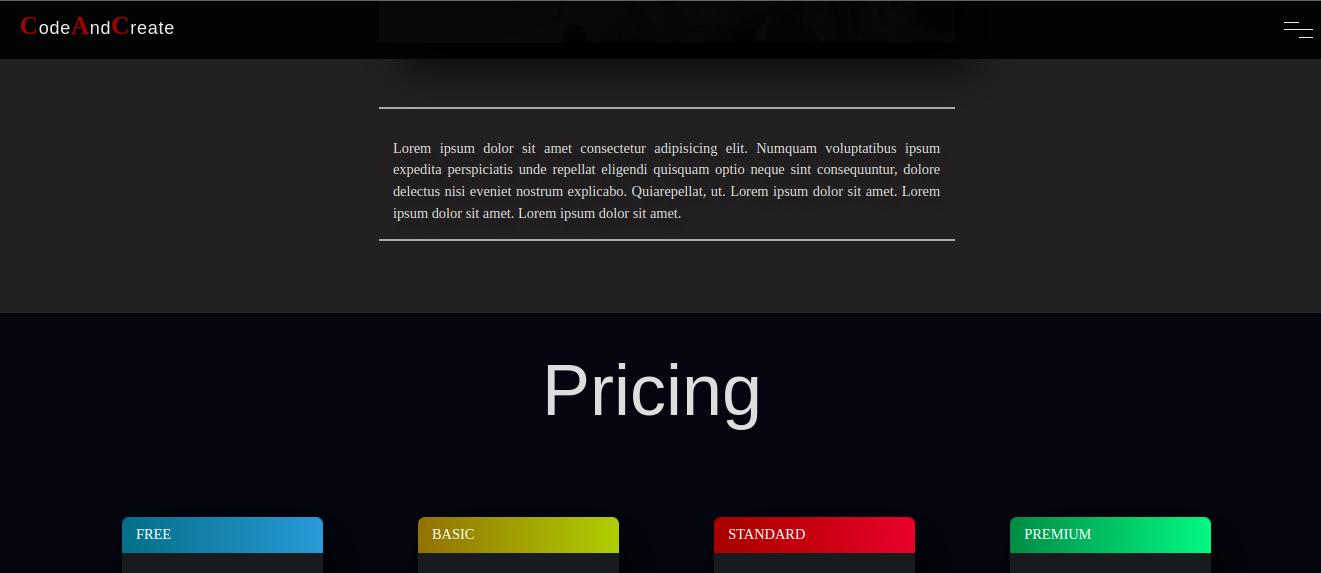 CodeAndCreate
Lorem ipsum dolor sit amet consectetur adipisicing elit. Numquam voluptatibus ipsum
expedita perspiciatis unde repellat eligendi quisquam optio neque sint consequuntur, dolore
delectus nisi eveniet nostrum explicabo. Quiarepellat, ut. Lorem ipsum dolor sit amet. Lorem
ipsum dolor sit amet. Lorem ipsum dolor sit amet.
Pricing
FREE
BASIC
STANDARD
PREMIUM